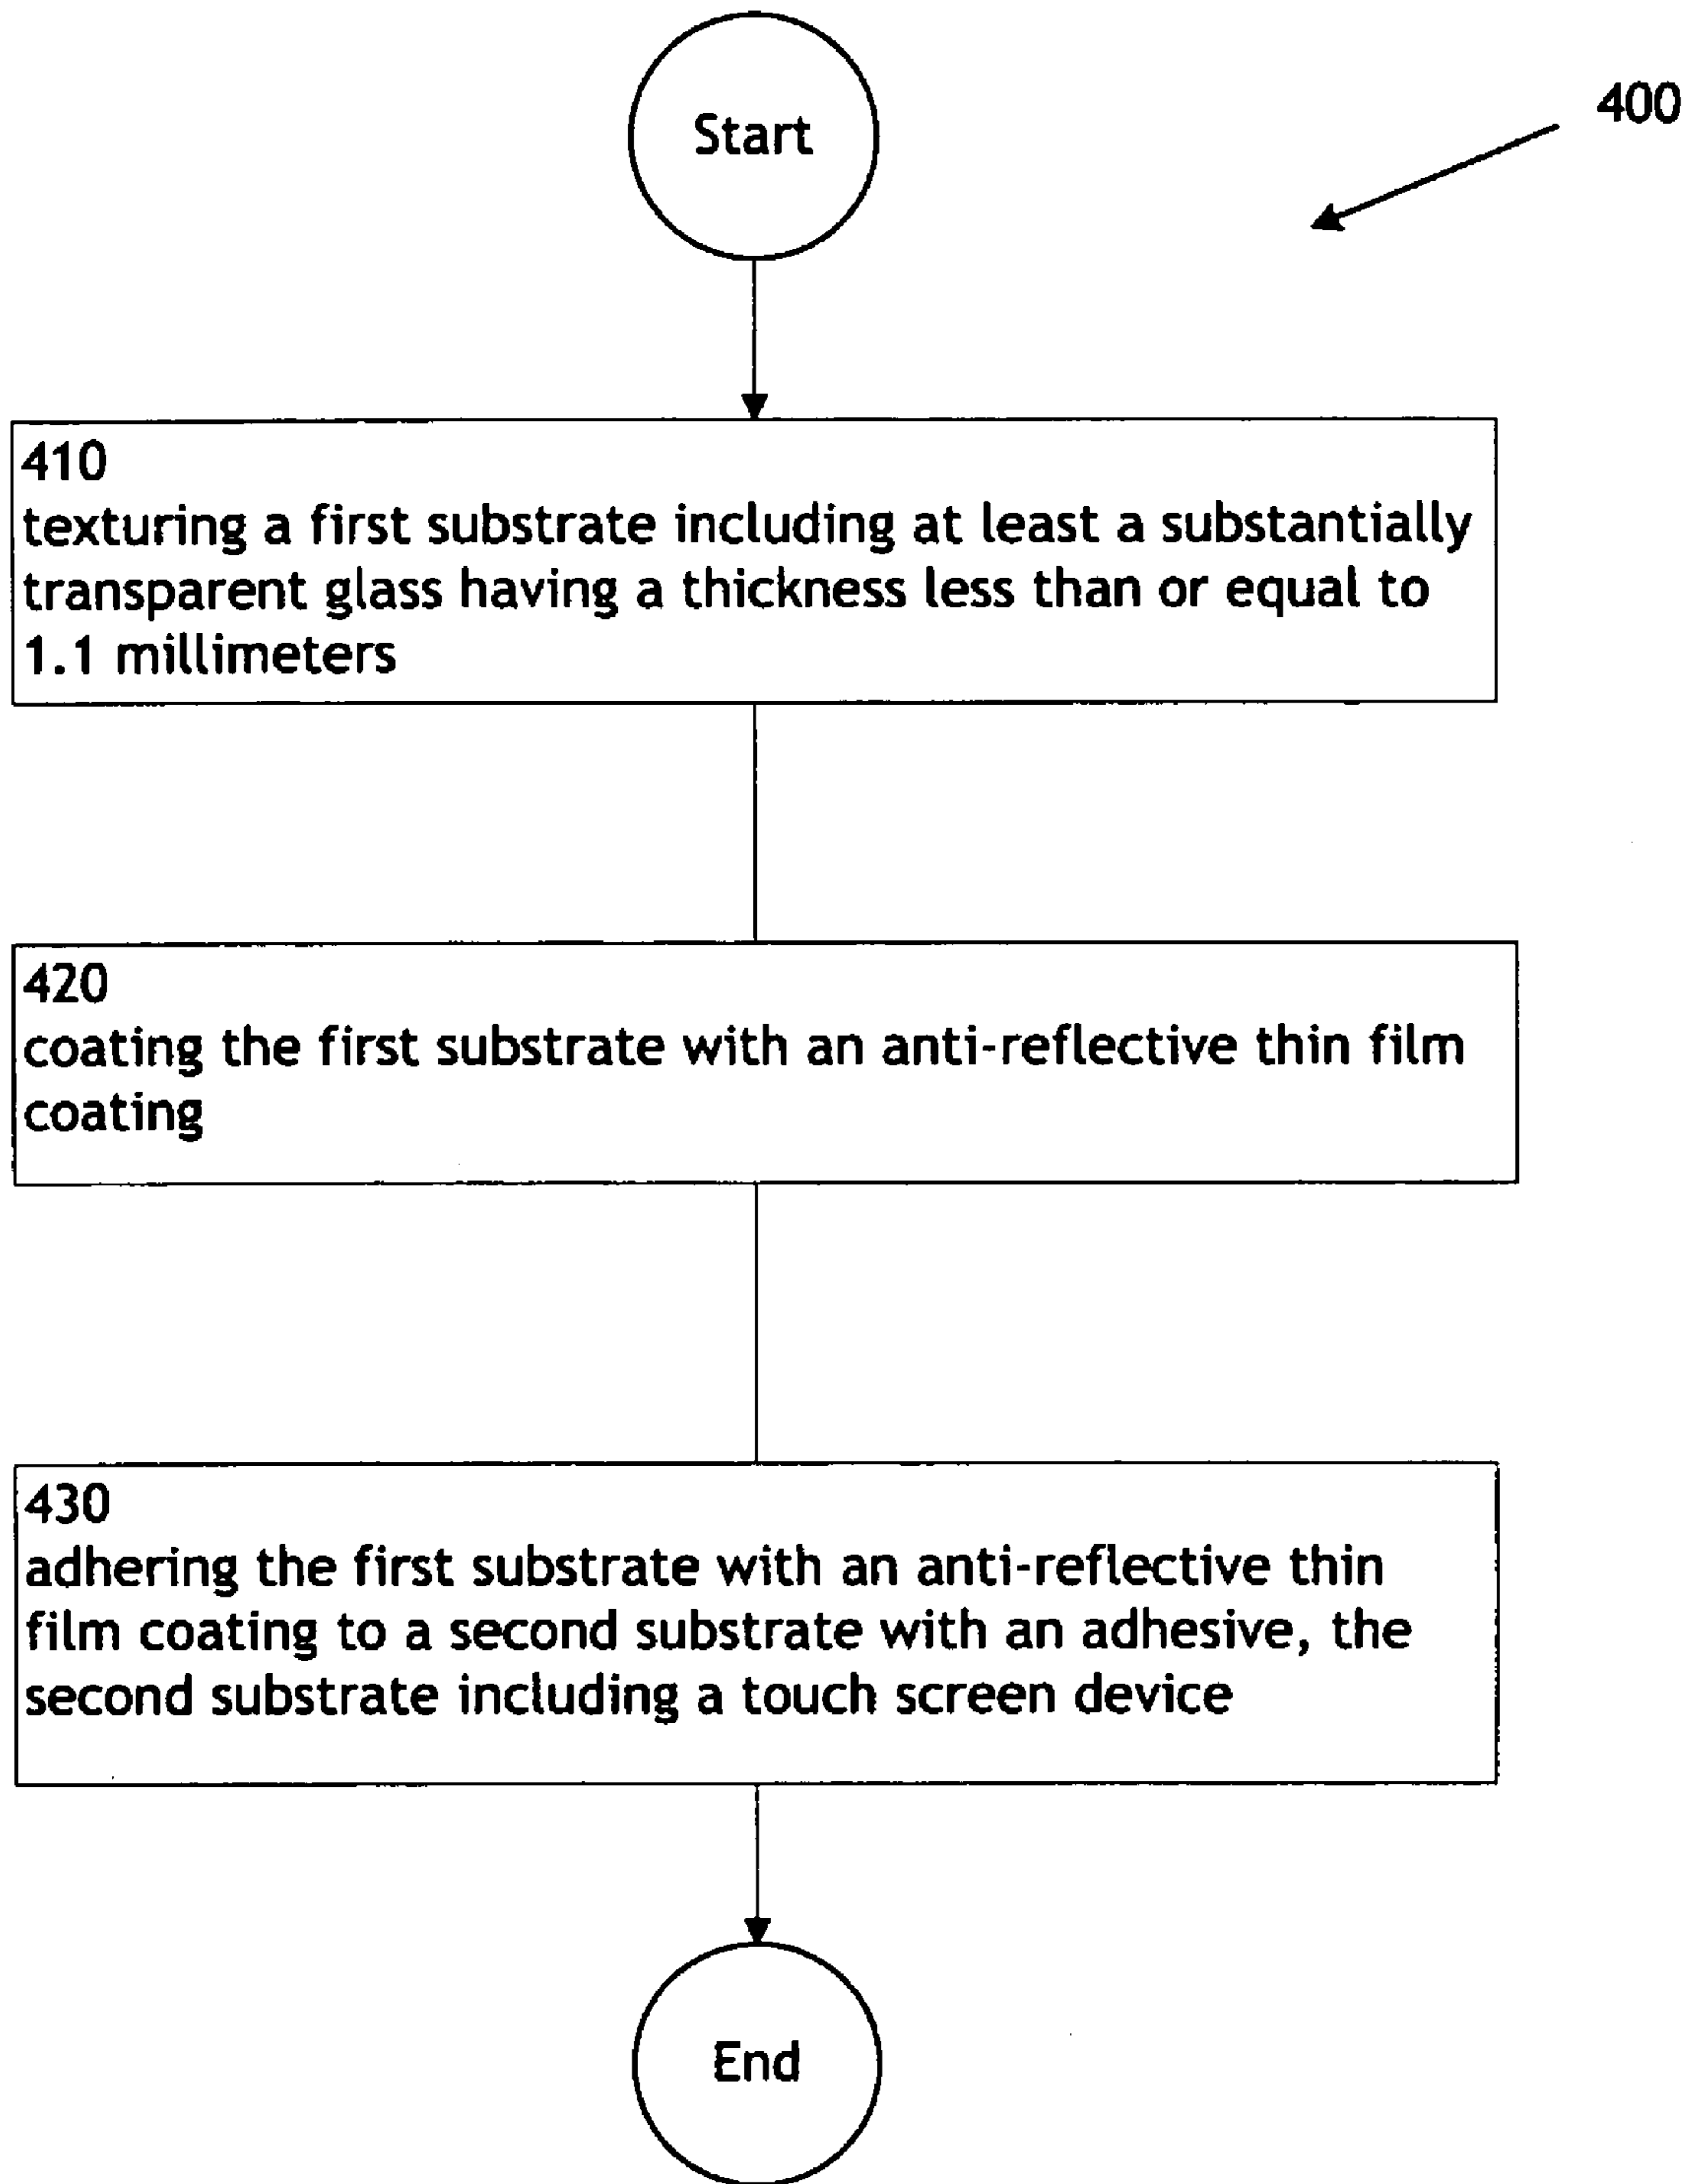 Start
400
410
texturing a first substrate including at least a substantially
transparent glass having a thickness less than or equal to
1.1 millimeters
420
coating the first substrate with an anti-reflective thin film
coating
430
adhering the first substrate with an anti-reflective thin
film coating to a second substrate with an adhesive, the
second substrate including a touch screen device
End